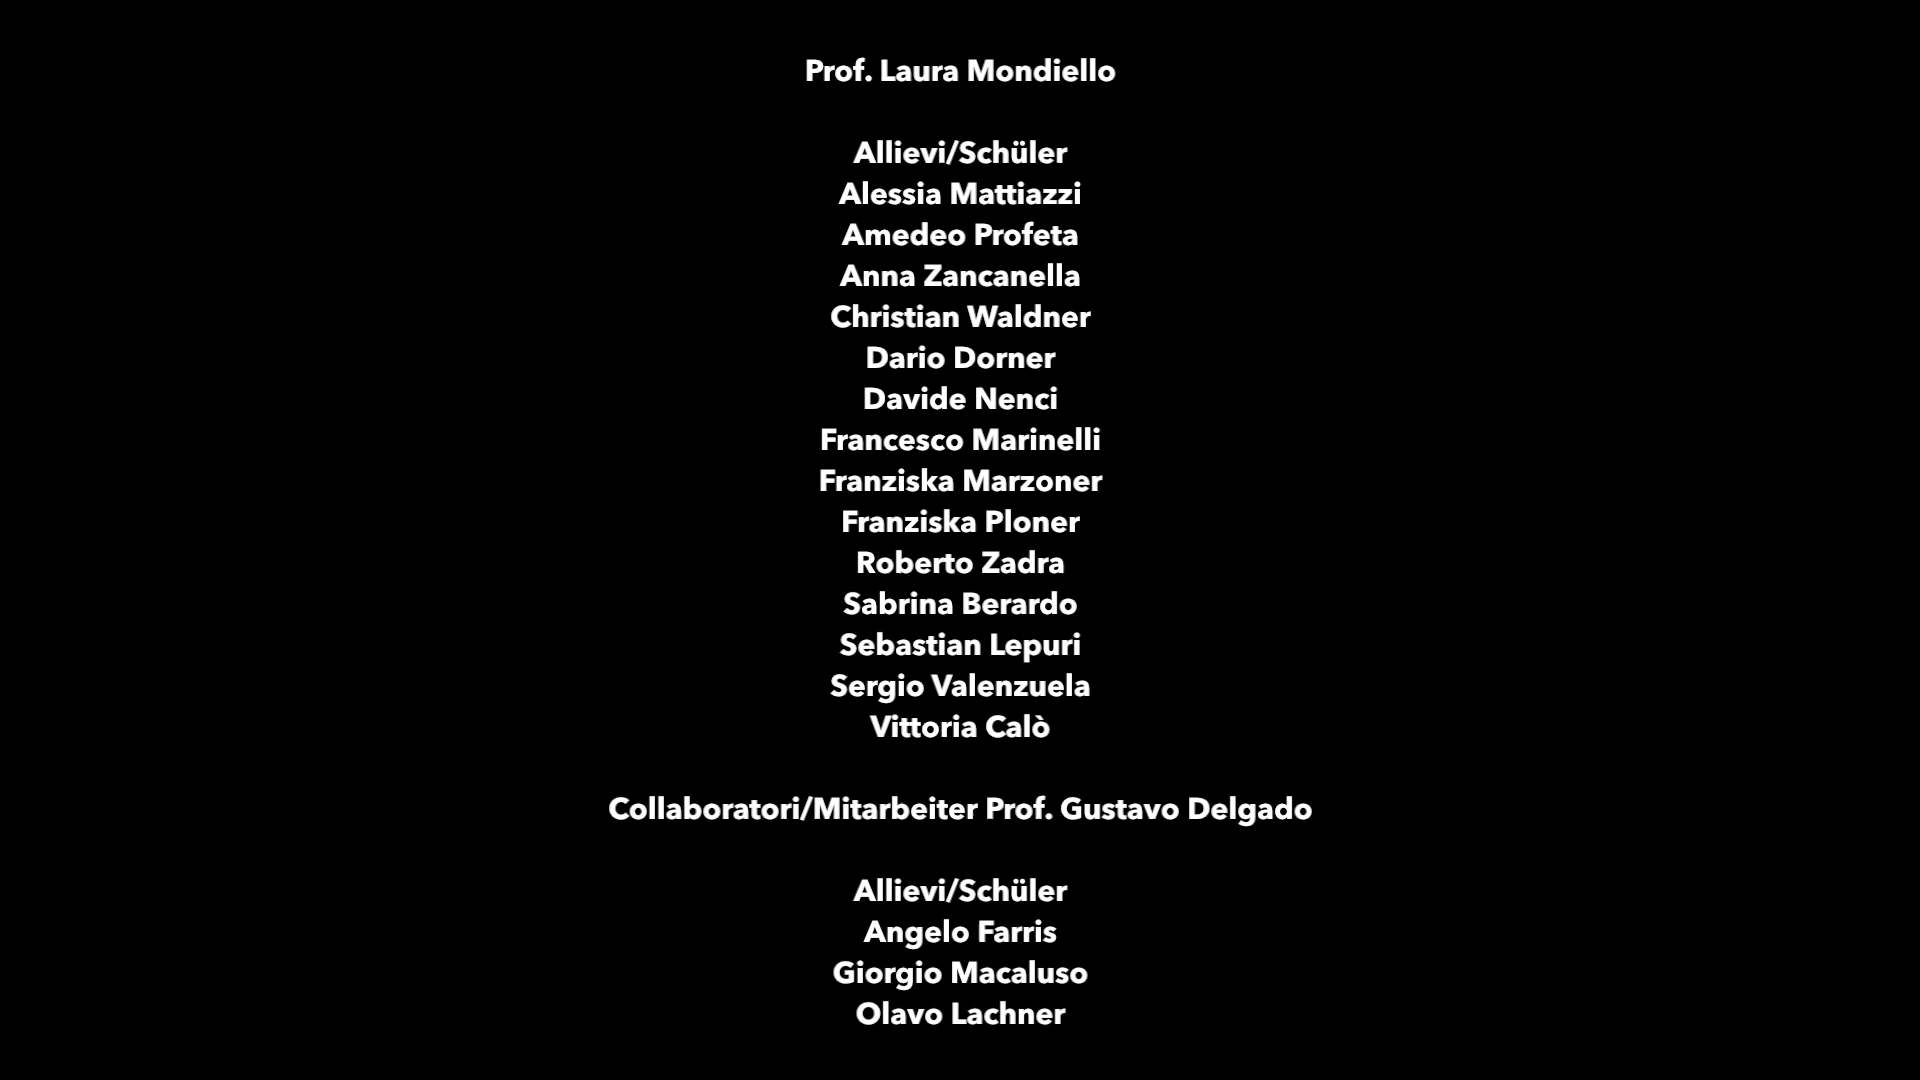 Prof. Laura Mondiello
Allievi/Schüler
Alessia Mattiazzi
Amedeo Profeta
Anna Zancanella
Christian Waldner
Dario Dorner
Davide Nenci
Francesco Marinelli
Franziska Marzoner
Franziska Ploner
Roberto Zadra
Sabrina Berardo
Sebastian Lepuri
Sergio Valenzuela
Vittoria Calò
Collaboratori/Mitarbeiter Prof. Gustavo Delgado
Allievi/Schüler
Angelo Farris
Giorgio Macaluso
Olavo Lachner